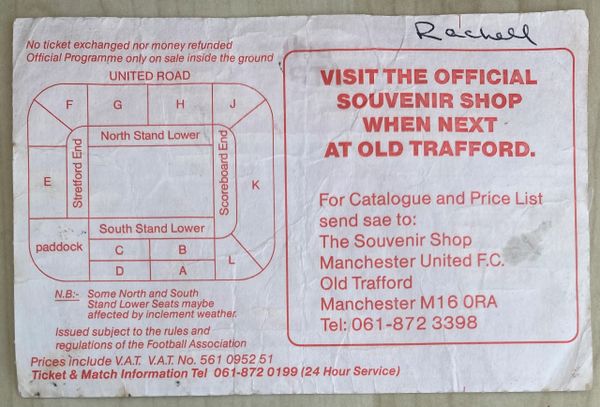 No ticket exchanged nor money refunded
Official Programme only on sale inside the ground
UNITED ROAD
F
G
H
J
North Stand Lower
Stretford End
Scoreboard End
E
K
South Stand Lower
paddock
C
B
D
A
L
N.B:- Some North and South
Stand Lower Seats maybe
affected by inclement weather.
Issued subject to the rules and
regulations of the Football Association
Prices include V.A.T. V.A.T. No. 561 0952 51
Ticket & Match Information Tel 061-872 0199 (24 Hour Service)
Rachell
VISIT THE OFFICIAL
SOUVENIR SHOP
WHEN NEXT
AT OLD TRAFFORD.
For Catalogue and Price List
send sae to:
The Souvenir Shop
Manchester United F.C.
Old Trafford
Manchester M16 0RA
Tel: 061-872 3398